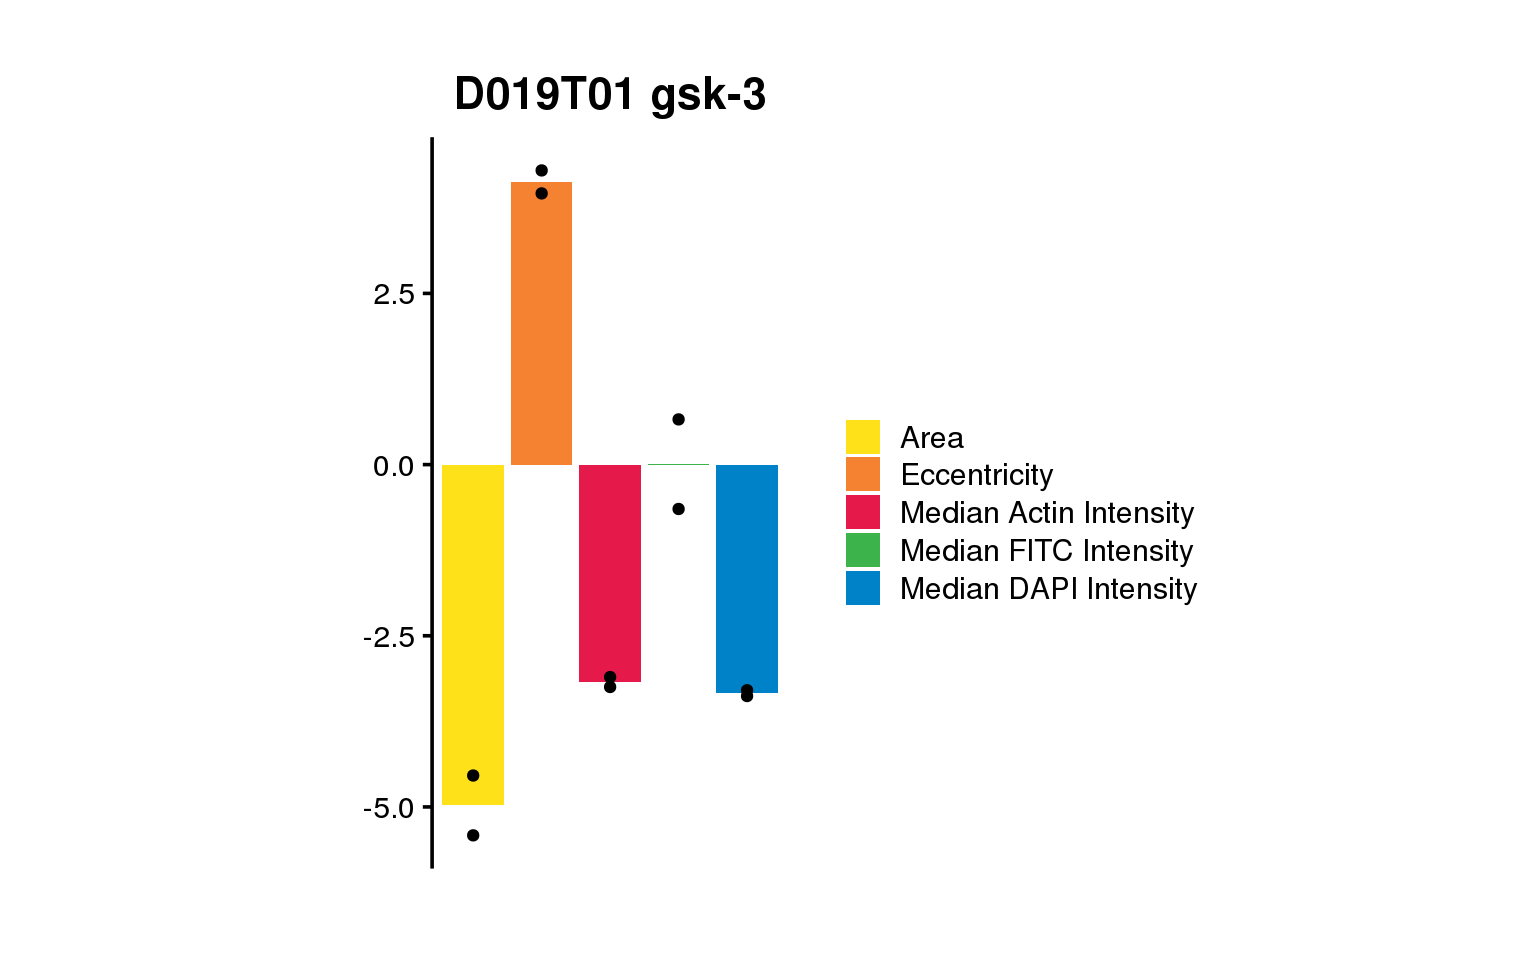 D019T01 gsk-3
2.5
0.0
-2.5
-5.0
Area
Eccentricity
Median Actin Intensity
Median FITC Intensity
Median DAPI Intensity